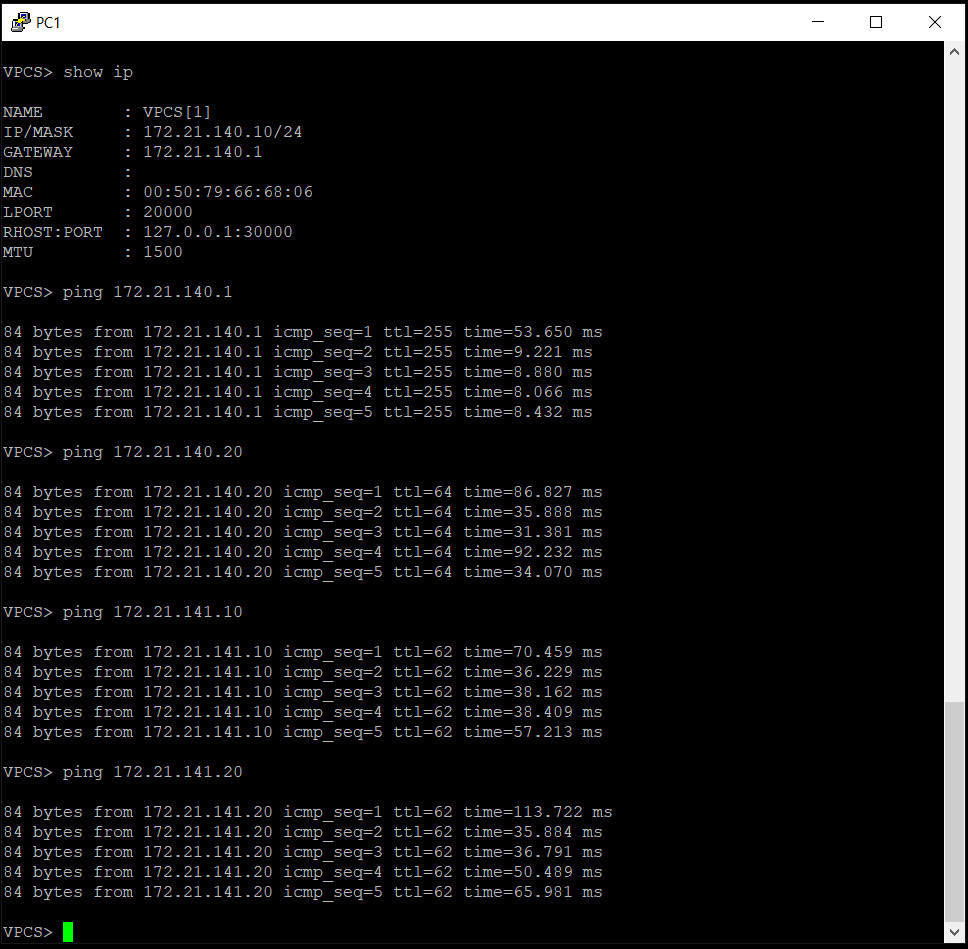 PC1
VPCS> show ip
NAME : VPCS[1]
IP/MASK : 172.21.140.10/24
GATEWAY : 172.21.140.1
DNS :
MAC : 00:50:79:66:68:06
LPORT : 20000
RHOST:PORT : 127.0.0.1:30000
MTU : 1500
VPCS> ping 172.21.140.1
84 bytes from 172.21.140.1 icmp_seq=1 ttl=255 time=53.650 ms
84 bytes from 172.21.140.1 icmp_seq=2 ttl=255 time=9.221 ms
84 bytes from 172.21.140.1 icmp_seq=3 ttl=255 time=8.880 ms
84 bytes from 172.21.140.1 icmp_seq=4 ttl=255 time=8.066 ms
84 bytes from 172.21.140.1 icmp_seq=5 ttl=255 time=8.432 ms
VPCS> ping 172.21.140.20
84 bytes from 172.21.140.20 icmp_seq=1 ttl=64 time=86.827 ms
84 bytes from 172.21.140.20 icmp_seq=2 ttl=64 time=35.888 ms
84 bytes from 172.21.140.20 icmp_seq=3 ttl=64 time=31.381 ms
84 bytes from 172.21.140.20 icmp_seq=4 ttl=64 time=92.232 ms
84 bytes from 172.21.140.20 icmp_seq=5 ttl=64 time=34.070 ms
VPCS> ping 172.21.141.10
84 bytes from 172.21.141.10 icmp_seq=1 ttl=62 time=70.459 ms
84 bytes from 172.21.141.10 icmp_seq=2 ttl=62 time=36.229 ms
84 bytes from 172.21.141.10 icmp_seq=3 ttl=62 time=38.162 ms
84 bytes from 172.21.141.10 icmp_seq=4 ttl=62 time=38.409 ms
84 bytes from 172.21.141.10 icmp_seq=5 ttl=62 time=57.213 ms
VPCS> ping 172.21.141.20
84 bytes from 172.21.141.20 icmp_seq=1 ttl=62 time=113.722 ms
84 bytes from 172.21.141.20 icmp_seq=2 ttl=62 time=35.884 ms
84 bytes from 172.21.141.20 icmp_seq=3 ttl=62 time=36.791 ms
84 bytes from 172.21.141.20 icmp_seq=4 ttl=62 time=50.489 ms
84 bytes from 172.21.141.20 icmp_seq=5 ttl=62 time=65.981 ms
VPCS>